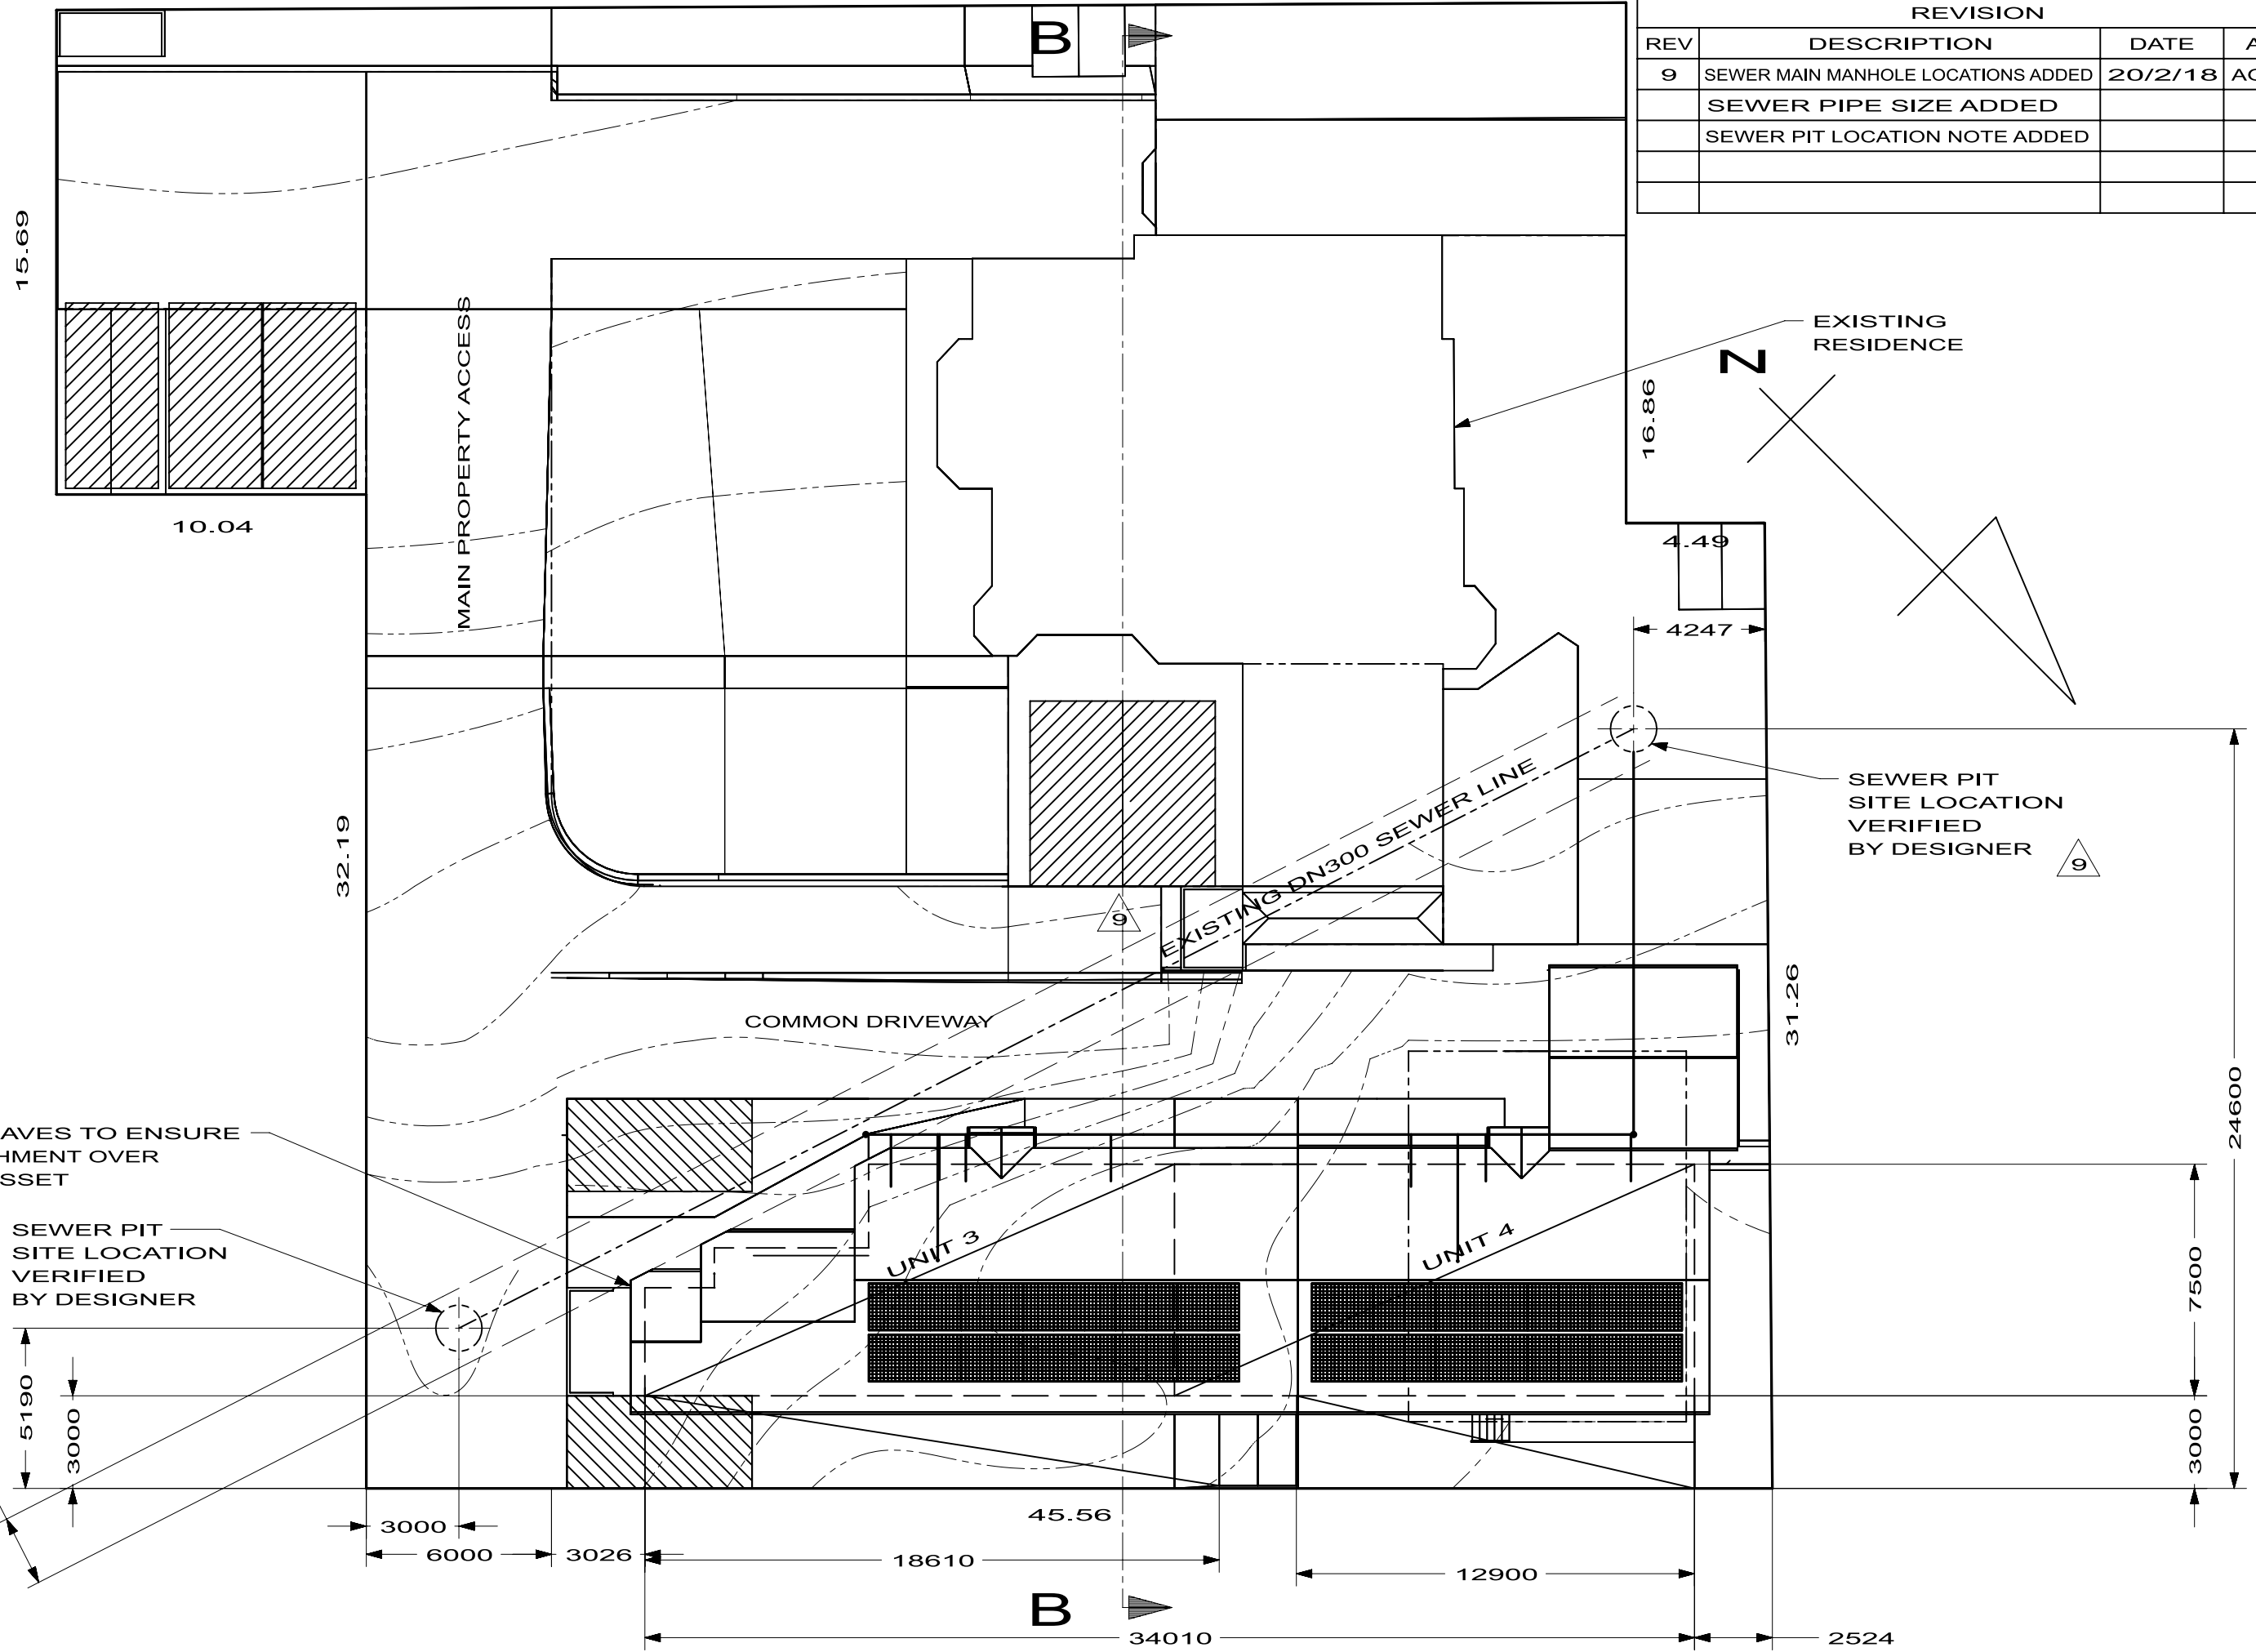 REVISION
REV DESCRIPTION DATE
9 SEWER MAIN MANHOLE LOCATIONS ADDED 20/2/18
SEWER PIPE SIZE ADDED
SEWER PIT LOCATION NOTE ADDED
B
15.69
10.04
MAIN PROPERTY ACCESS
EXISTING
RESIDENCE
N
16.86
4.49
4247
SEWER PIT
SITE LOCATION
VERIFIED
BY DESIGNER
9
EXISTING DN300 SEWER LINE
9
32.19
COMMON DRIVEWAY
31.26
24600
AVES TO ENSURE
HMENT OVER
SSET
SEWER PIT
SITE LOCATION
VERIFIED
BY DESIGNER
UNIT 3
UNIT 4
7500
5190
3000
3000
45.56
3000
6000
3026
18610
12900
B
34010
2524